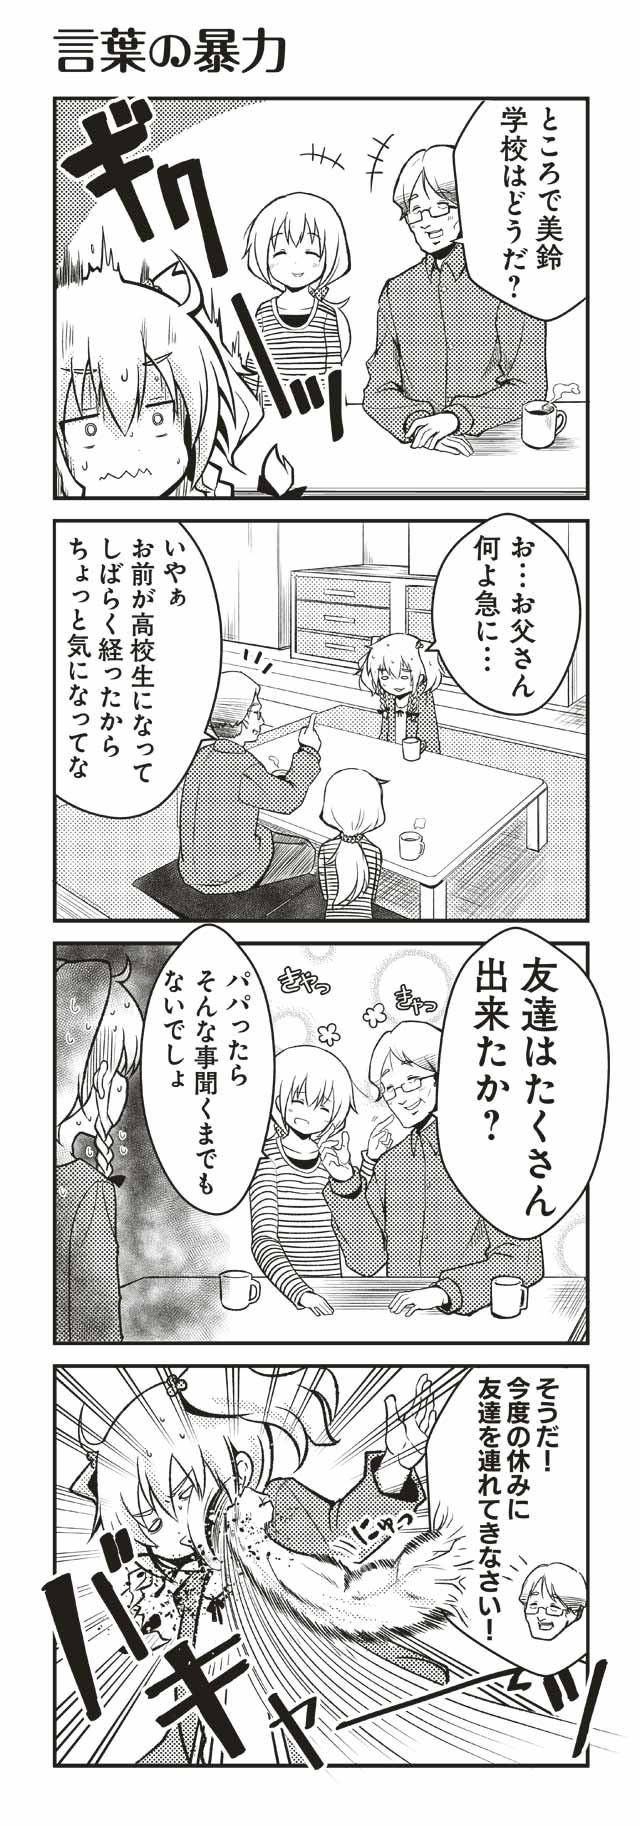 言葉の暴力
ところで美鈴
学校はどうだ？
ギクッ
お…お父さん
何よ急に…
いやぁ
お前が高校生になって
しばらく経ったから
ちょっと気になってな
友達はたくさん
出来たか？
きゃっ
きゃっ
パパったら
そんな事聞くまでも
ないでしょ
そうだ！
今度の休みに
友達を連れてきなさい！
にゅっ
バキャーッ